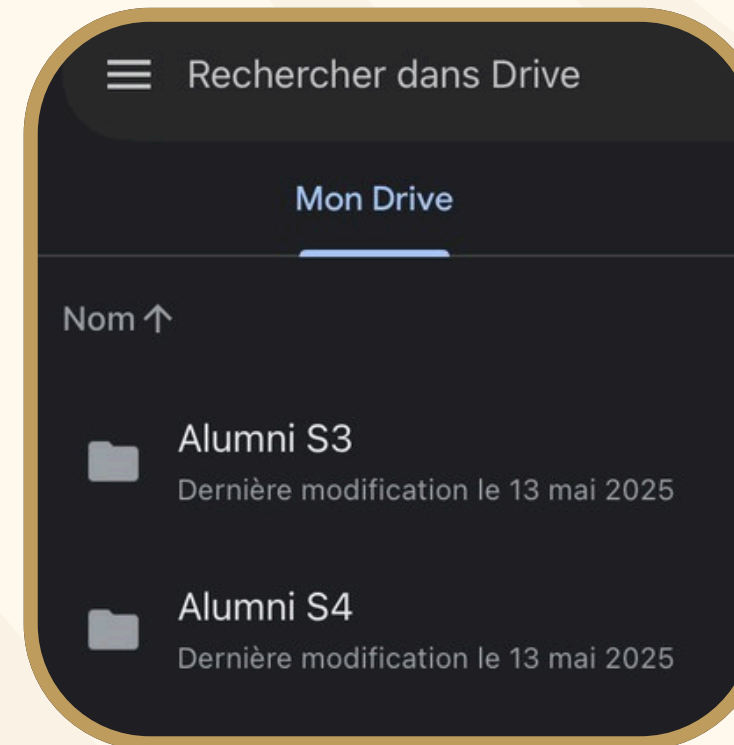 Rechercher dans Drive
Mon Drive
Nom ↑
Alumni S3
Dernière modification le 13 mai 2025
Alumni S4
Dernière modification le 13 mai 2025